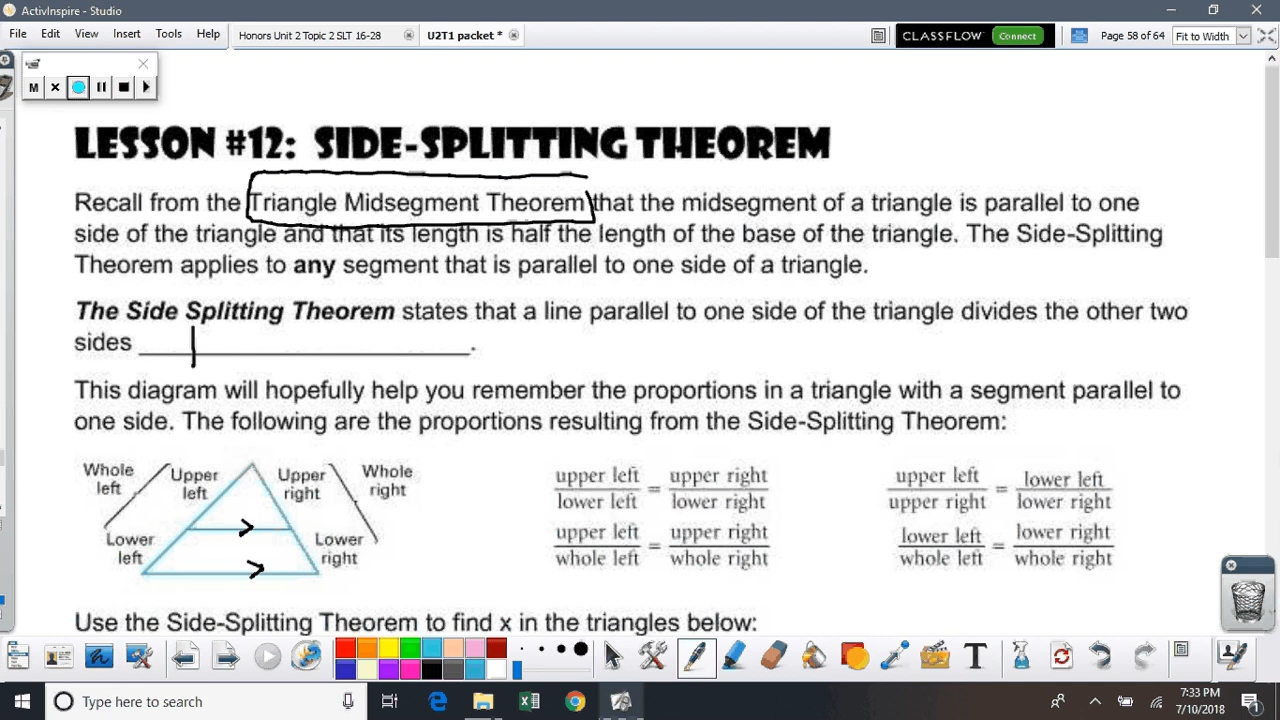 ActivInspire - Studio
File Edit View Insert Tools Help
Honors Unit 2 Topic 2 SLT 16-28
U2T1 packet *
CLASSFLOW Connect
Page 58 of 64
Fit to Width
M
LESSON #12: SIDE-SPLITTING THEOREM
Recall from the Triangle Midsegment Theorem that the midsegment of a triangle is parallel to one
side of the triangle and that its length is half the length of the base of the triangle. The Side-Splitting
Theorem applies to any segment that is parallel to one side of a triangle.
The Side Splitting Theorem states that a line parallel to one side of the triangle divides the other two
sides ______________________.
This diagram will hopefully help you remember the proportions in a triangle with a segment parallel to
one side. The following are the proportions resulting from the Side-Splitting Theorem:
Whole left
Upper left
Upper right
Whole right
Lower left
Lower right
upper left / lower left = upper right / lower right
upper left / whole left = upper right / whole right
upper left / upper right = lower left / lower right
lower left / whole left = lower right / whole right
Use the Side-Splitting Theorem to find x in the triangles below:
T
Type here to search
7:33 PM
7/10/2018
1